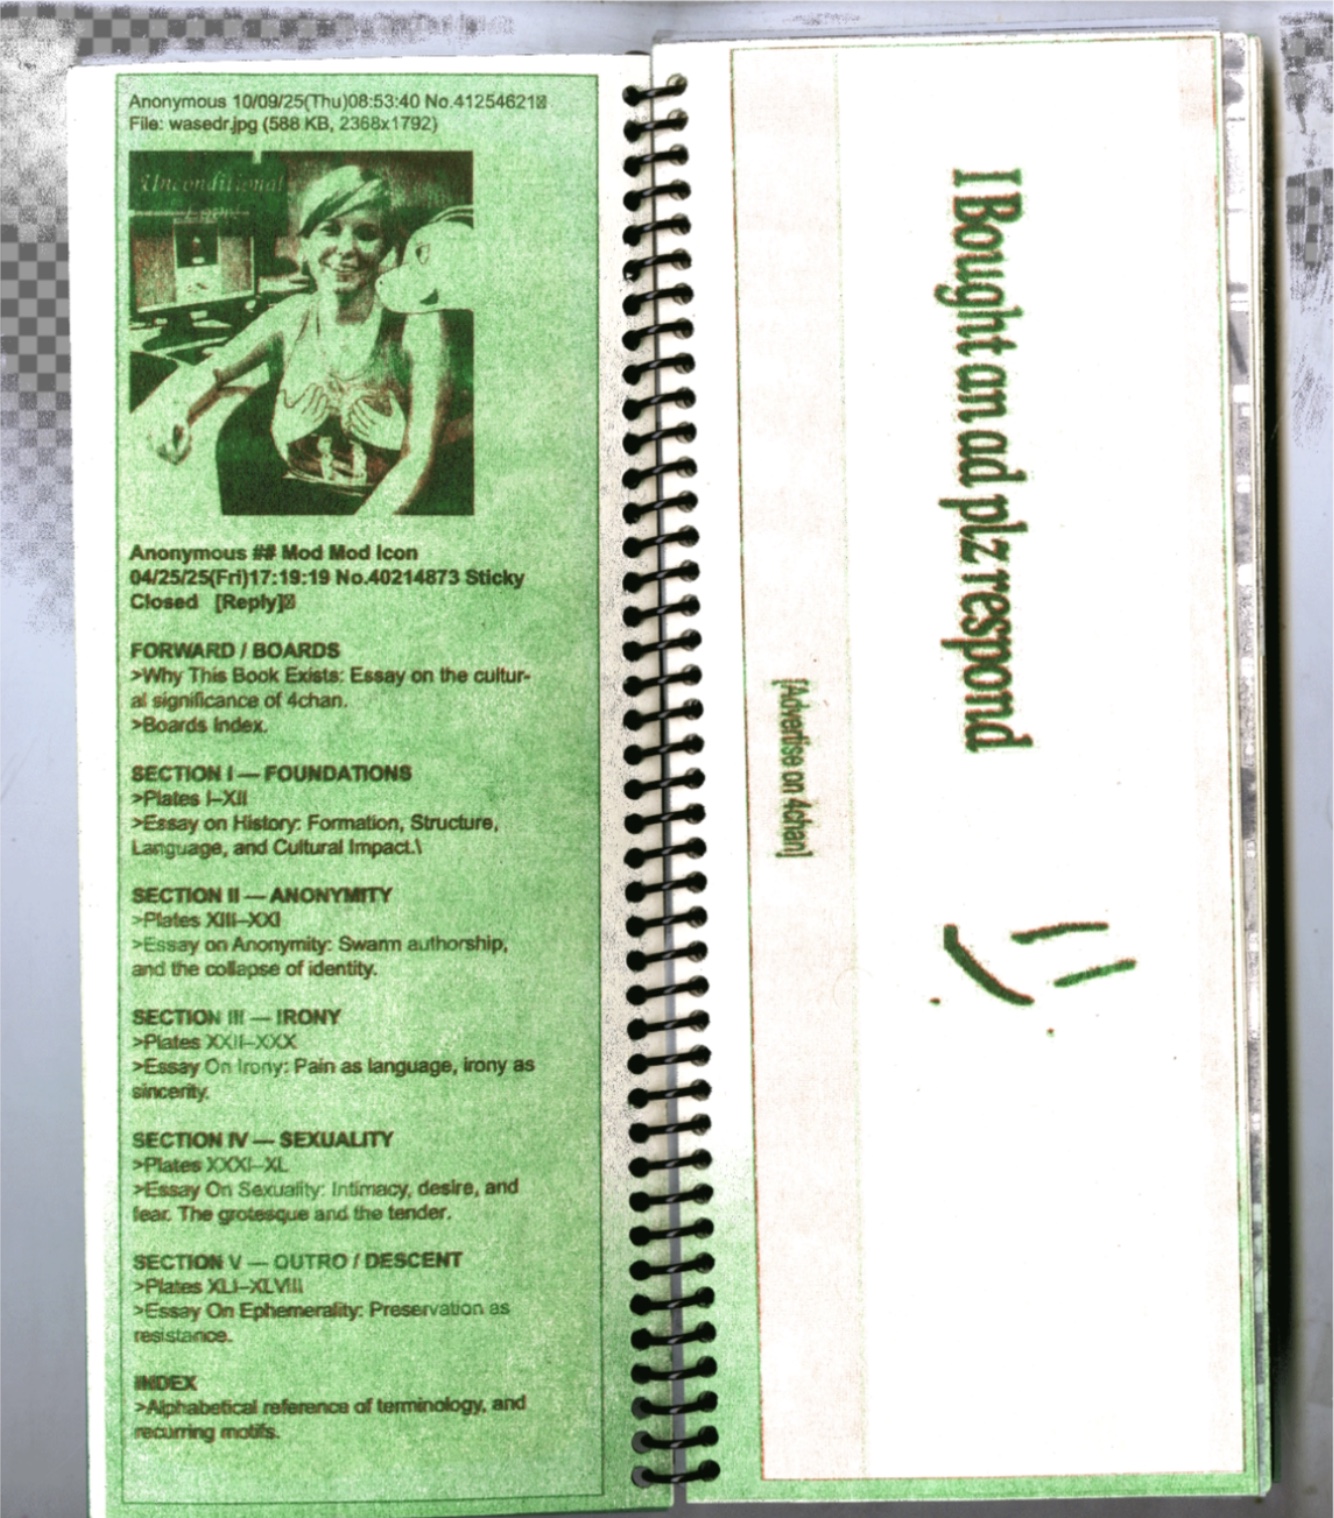 Anonymous 10/09/25(Thu)08:53:40 No.41254621
File: wasedr.jpg (588 KB, 2368x1792)
Unconditional
Love
Anonymous ## Mod Mod Icon
04/25/25(Fri)17:19:19 No.40214873 Sticky
Closed [Reply]
FORWARD / BOARDS
>Why This Book Exists: Essay on the cultur-
al significance of 4chan.
>Boards Index.
SECTION I — FOUNDATIONS
>Plates I–XII
>Essay on History: Formation, Structure,
Language, and Cultural Impact.\
SECTION II — ANONYMITY
>Plates XIII–XXI
>Essay on Anonymity: Swarm authorship,
and the collapse of identity.
SECTION III — IRONY
>Plates XXII–XXX
>Essay On Irony: Pain as language, irony as
sincerity.
SECTION IV — SEXUALITY
>Plates XXXI–XL
>Essay On Sexuality: Intimacy, desire, and
fear. The grotesque and the tender.
SECTION V — OUTRO / DESCENT
>Plates XLI–XLVIII
>Essay On Ephemerality: Preservation as
resistance.
INDEX
>Alphabetical reference of terminology, and
recurring motifs.
I Bought an ad plz respond
[Advertise on 4chan]